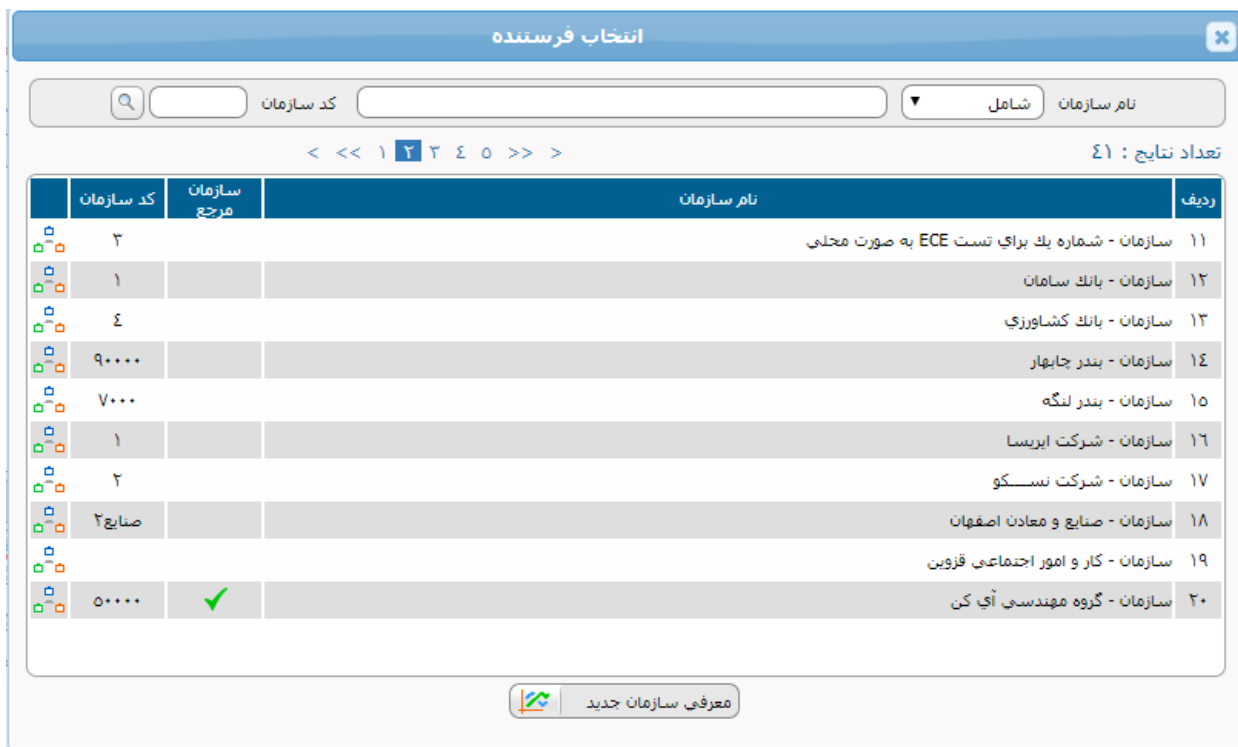 انتخاب فرستنده
نام سازمان شامل کد سازمان
تعداد نتایج : ٤١
< << ١ ٢ ٣ ٤ ٥ >> >
ردیف نام سازمان سازمان مرجع کد سازمان
١١ سازمان - شماره يك براي تست ECE به صورت محلي ٣
١٢ سازمان - بانك سامان ١
١٣ سازمان - بانك كشاورزي ٤
١٤ سازمان - بندر چابهار ٩٠٠٠٠
١٥ سازمان - بندر لنگه ٧٠٠٠
١٦ سازمان - شركت ايريسا ١
١٧ سازمان - شركت نســـكو ٢
١٨ سازمان - صنايع و معادن اصفهان صنايع٢
١٩ سازمان - كار و امور اجتماعي قزوين
٢٠ سازمان - گروه مهندسي آي كن ٥٠٠٠٠
معرفی سازمان جدید